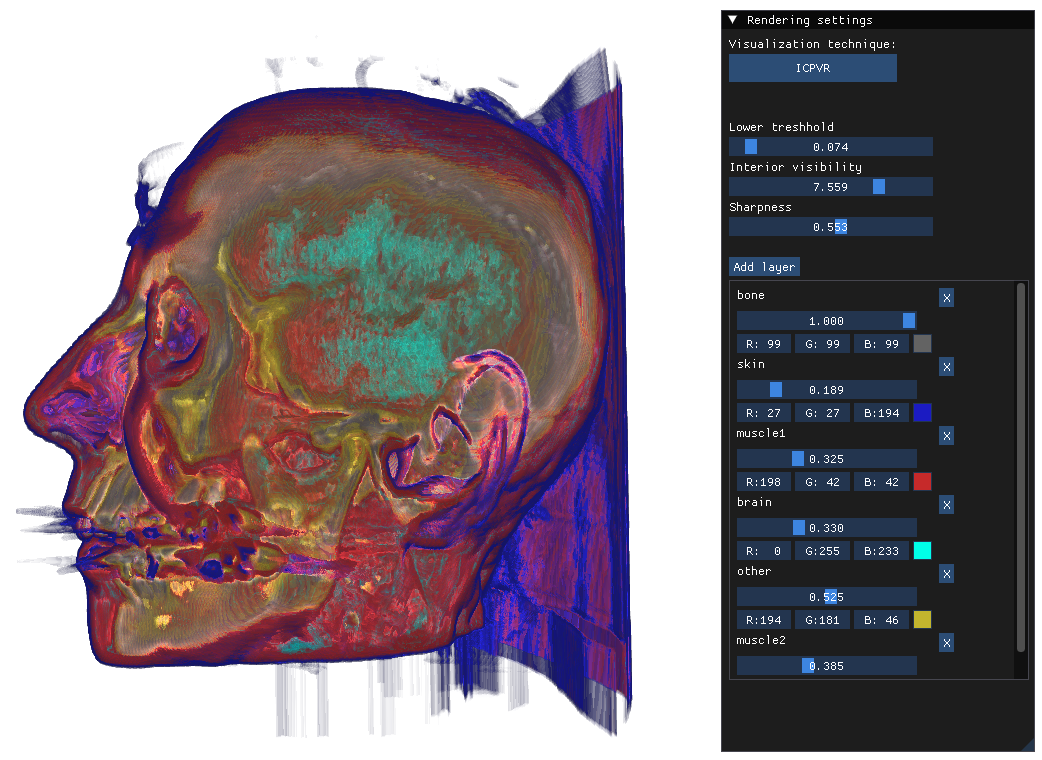 Rendering settings
Visualization technique:
ICPVR
Lower treshhold
0.074
Interior visibility
7.559
Sharpness
0.553
Add layer
bone X
1.000
R: 99 G: 99 B: 99
skin X
0.189
R: 27 G: 27 B:194
muscle1 X
0.325
R:198 G: 42 B: 42
brain X
0.330
R: 0 G:255 B:233
other X
0.525
R:194 G:181 B: 46
muscle2 X
0.385